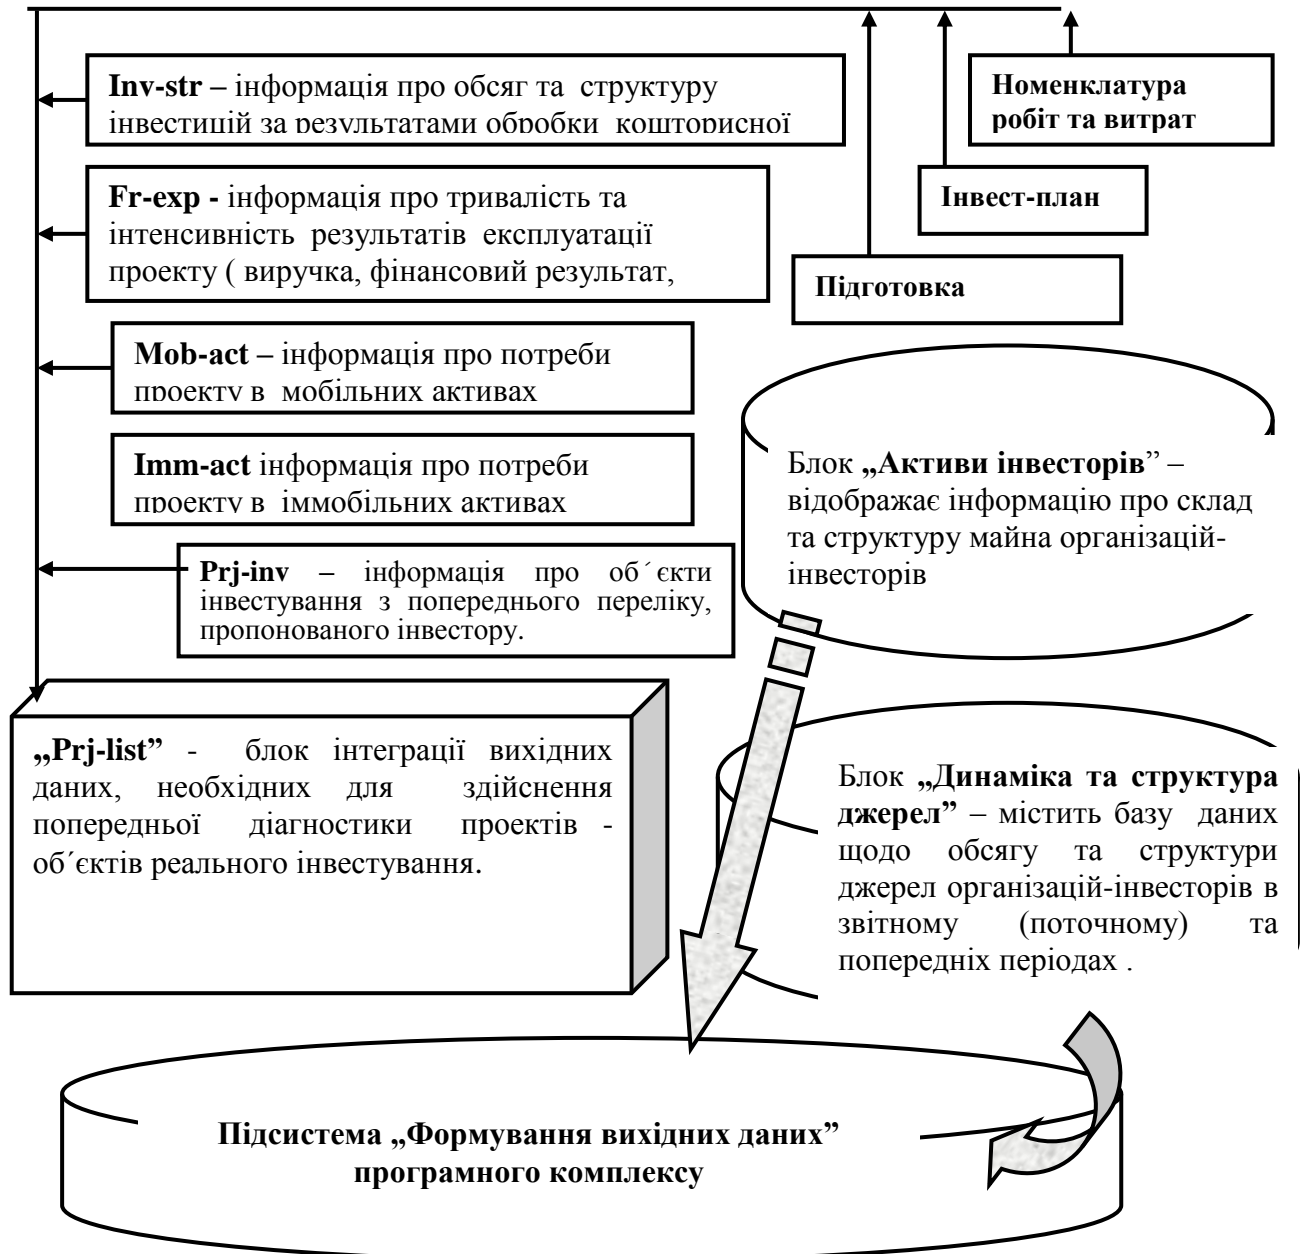 Inv-str – інформація про обсяг та структуру
інвестицій за результатами обробки кошторисної
Номенклатура
робіт та витрат
Fr-exp - інформація про тривалість та
інтенсивність результатів експлуатації
проекту ( виручка, фінансовий результат,
Інвест-план
Підготовка
Mob-act – інформація про потреби
проекту в мобільних активах
Imm-act інформація про потреби
проекту в іммобільних активах
Блок „Активи інвесторів” –
відображає інформацію про склад
та структуру майна організацій-
інвесторів
Prj-inv – інформація про об´єкти
інвестування з попереднього переліку,
пропонованого інвестору.
„Prj-list” - блок інтеграції вихідних
даних, необхідних для здійснення
попередньої діагностики проектів -
об´єктів реального інвестування.
Блок „Динаміка та структура
джерел” – містить базу даних
щодо обсягу та структури
джерел організацій-інвесторів в
звітному (поточному) та
попередніх періодах .
Підсистема „Формування вихідних даних”
програмного комплексу